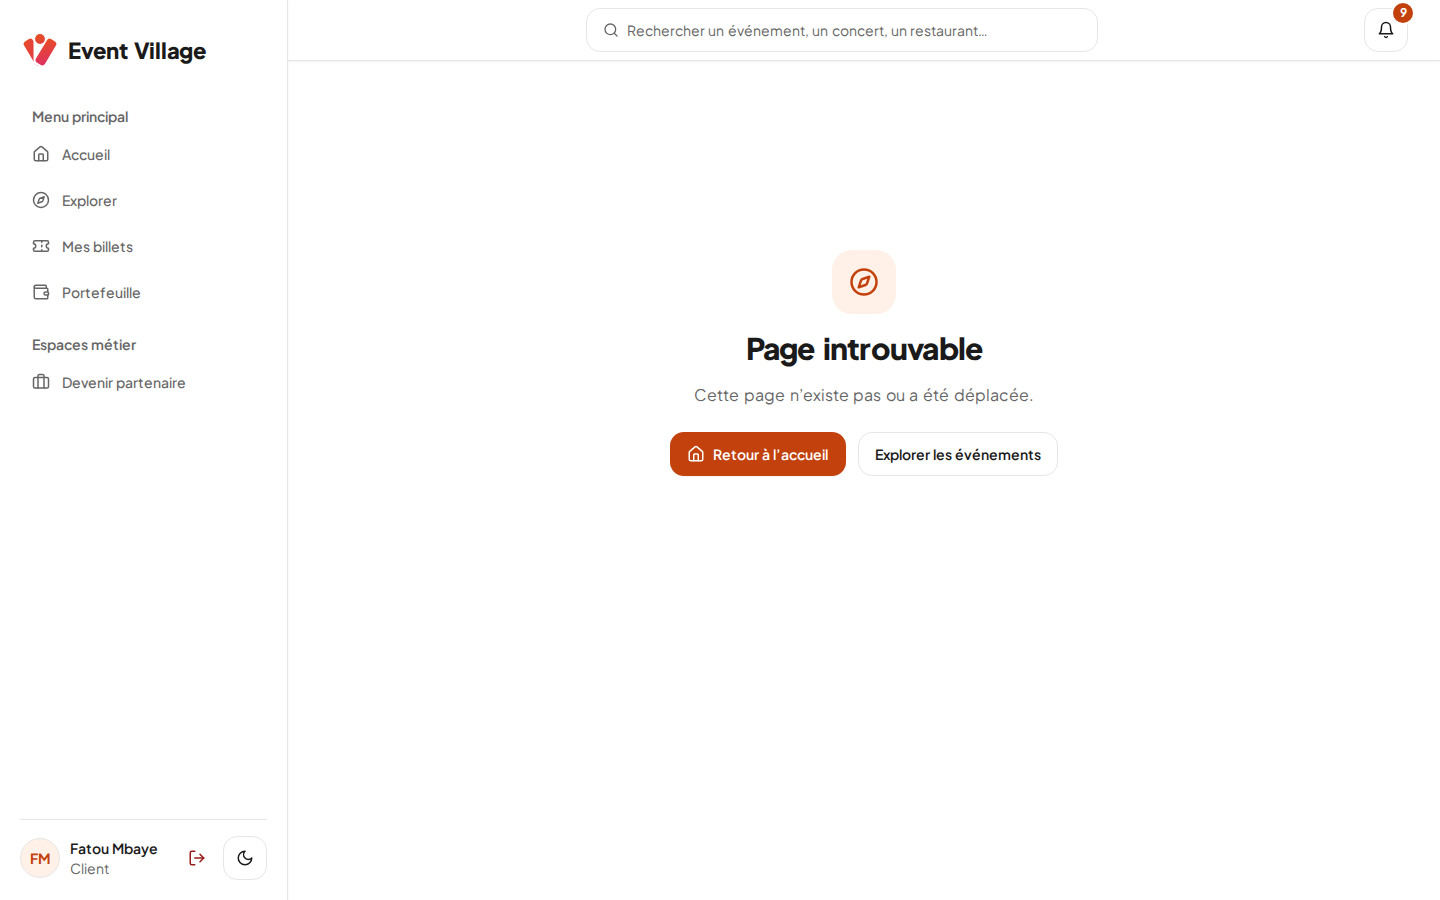 Event Village
Rechercher un événement, un concert, un restaurant...
9
Menu principal
Accueil
Explorer
Mes billets
Portefeuille
Espaces métier
Devenir partenaire
Page introuvable
Cette page n'existe pas ou a été déplacée.
Retour à l'accueil
Explorer les événements
FM
Fatou Mbaye
Client